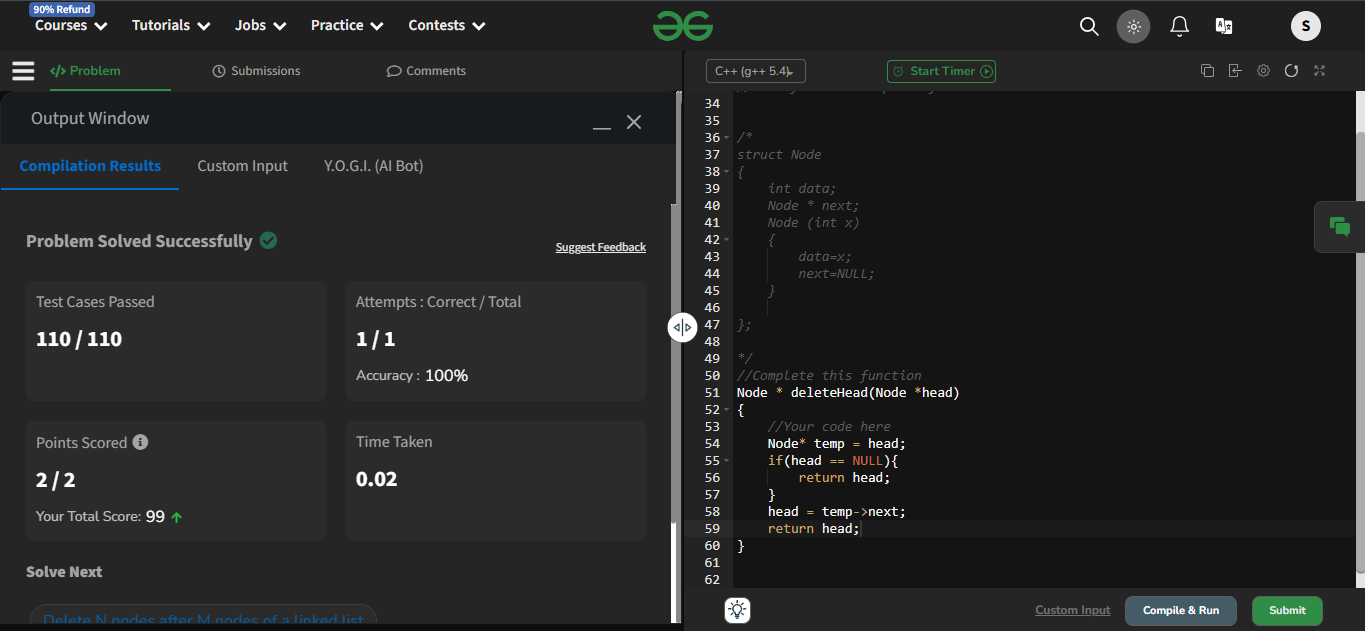 90% Refund
Courses Tutorials Jobs Practice Contests
S
Problem Submissions Comments
C++ (g++ 5.4) Start Timer
Output Window
Compilation Results Custom Input Y.O.G.I. (AI Bot)
Problem Solved Successfully
Suggest Feedback
Test Cases Passed
110 / 110
Attempts : Correct / Total
1 / 1
Accuracy : 100%
Points Scored
2 / 2
Your Total Score: 99
Time Taken
0.02
Solve Next
Delete N nodes after M nodes of a linked list
34
35
36 /*
37 struct Node
38 {
39 int data;
40 Node * next;
41 Node (int x)
42 {
43 data=x;
44 next=NULL;
45 }
46
47 };
48
49 */
50 //Complete this function
51 Node * deleteHead(Node *head)
52 {
53 //Your code here
54 Node* temp = head;
55 if(head == NULL){
56 return head;
57 }
58 head = temp->next;
59 return head;
60 }
61
62
Custom Input Compile & Run Submit